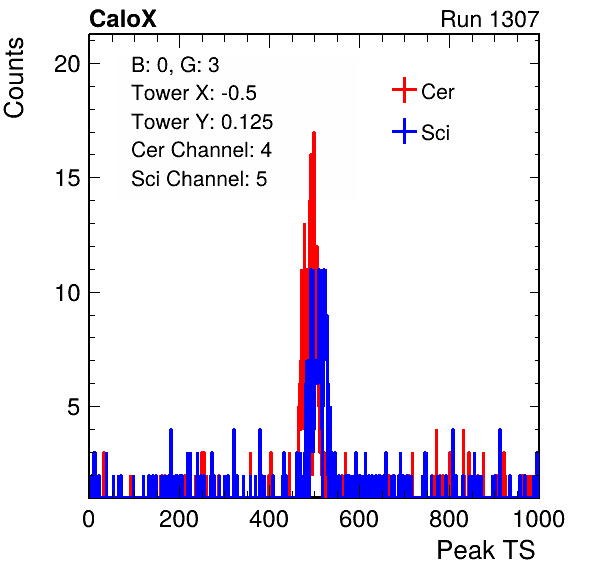 CaloX Run 1307
Counts
20
15
10
5
B: 0, G: 3
Tower X: -0.5
Tower Y: 0.125
Cer Channel: 4
Sci Channel: 5
Cer
Sci
0 200 400 600 800 1000
Peak TS